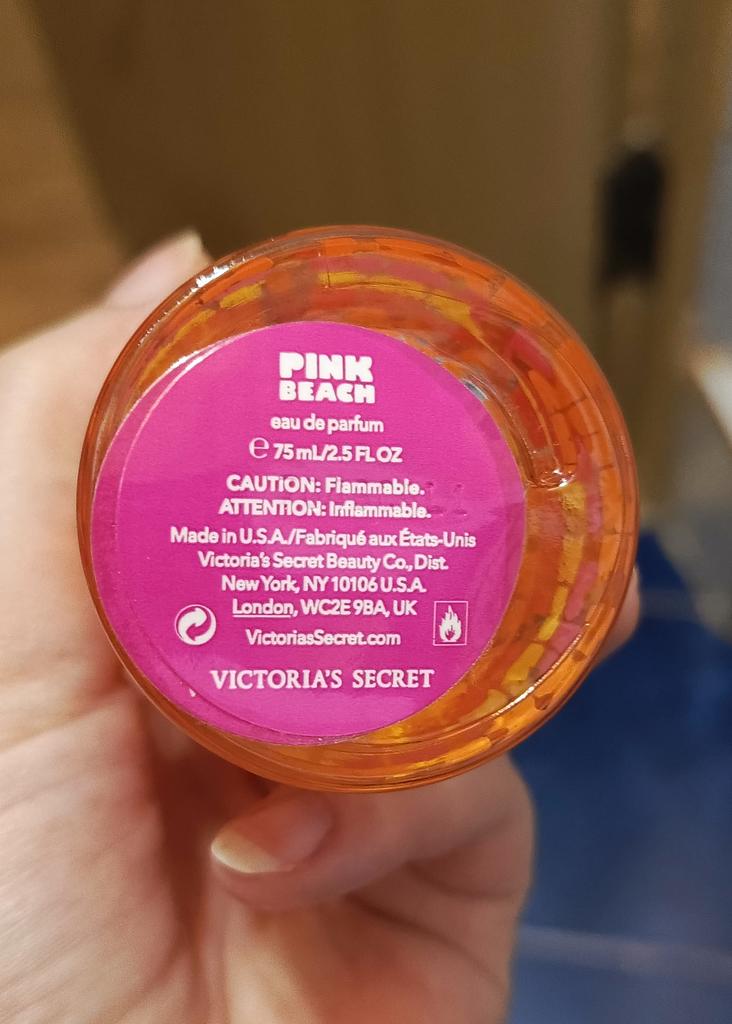 PINK
BEACH
eau de parfum
℮ 75 mL/2.5 FL OZ
CAUTION: Flammable.
ATTENTION: Inflammable.
Made in U.S.A./Fabriqué aux États-Unis
Victoria's Secret Beauty Co., Dist.
New York, NY 10106 U.S.A.
London, WC2E 9BA, UK
VictoriasSecret.com
VICTORIA'S SECRET